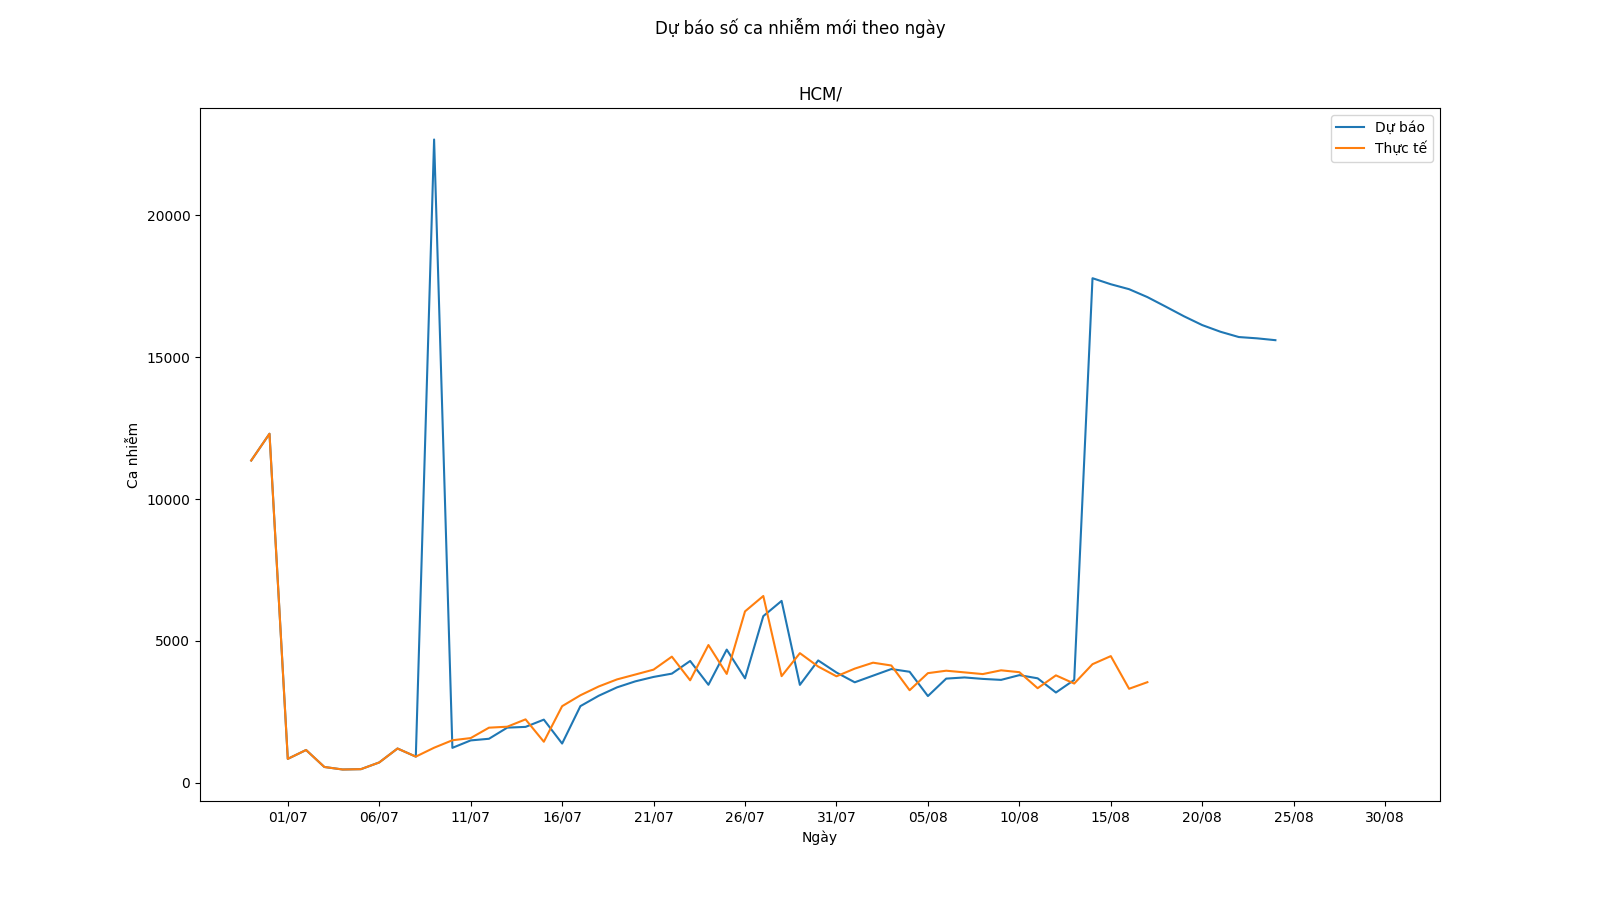 Dự báo số ca nhiễm mới theo ngày
HCM/
Dự báo
Thực tế
20000
15000
10000
5000
0
Ca nhiễm
01/07 06/07 11/07 16/07 21/07 26/07 31/07 05/08 10/08 15/08 20/08 25/08 30/08
Ngày